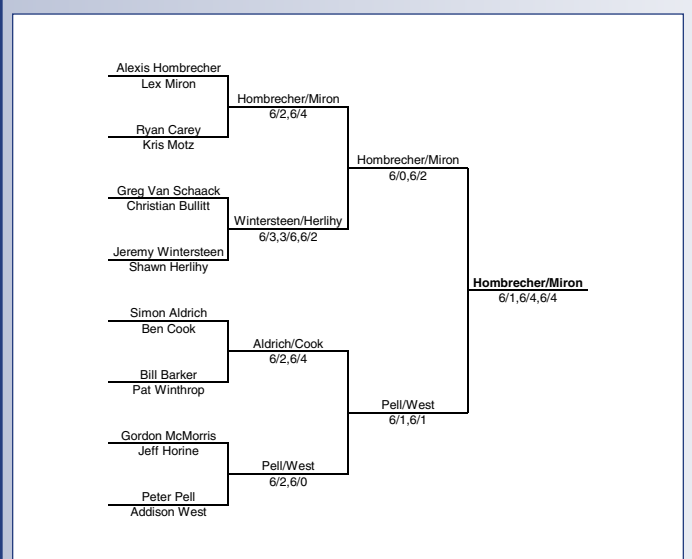 Alexis Hombrecher
Lex Miron
Hombrecher/Miron
6/2,6/4
Ryan Carey
Kris Motz
Hombrecher/Miron
6/0,6/2
Greg Van Schaack
Christian Bullitt
Wintersteen/Herlihy
6/3,3/6,6/2
Jeremy Wintersteen
Shawn Herlihy
Hombrecher/Miron
6/1,6/4,6/4
Simon Aldrich
Ben Cook
Aldrich/Cook
6/2,6/4
Bill Barker
Pat Winthrop
Pell/West
6/1,6/1
Gordon McMorris
Jeff Horine
Pell/West
6/2,6/0
Peter Pell
Addison West